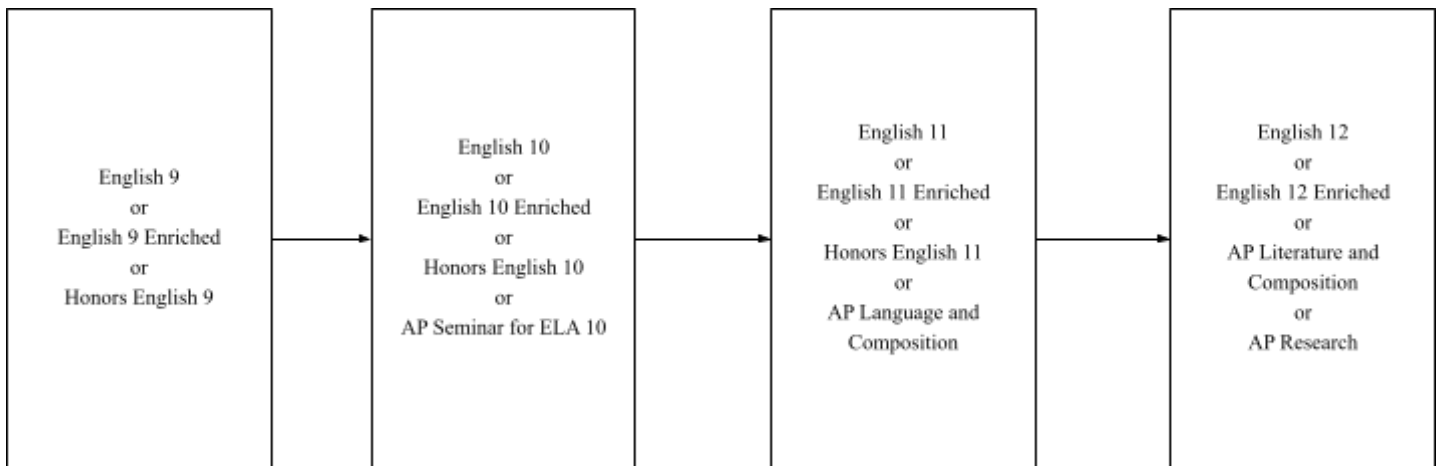 English 9
or
English 9 Enriched
or
Honors English 9
English 10
or
English 10 Enriched
or
Honors English 10
or
AP Seminar for ELA 10
English 11
or
English 11 Enriched
or
Honors English 11
or
AP Language and
Composition
English 12
or
English 12 Enriched
or
AP Literature and
Composition
or
AP Research